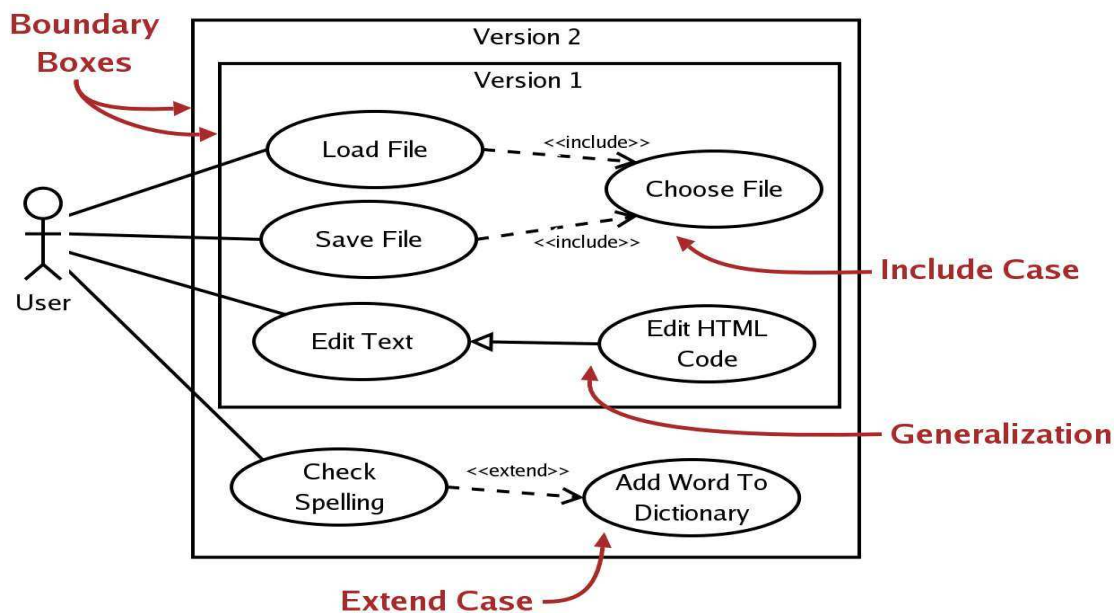 Boundary
Boxes
Version 2
Version 1
Load File
<<include>>
Choose File
Save File
<<include>>
User
Include Case
Edit Text
Edit HTML
Code
Generalization
Check
Spelling
<<extend>>
Add Word To
Dictionary
Extend Case